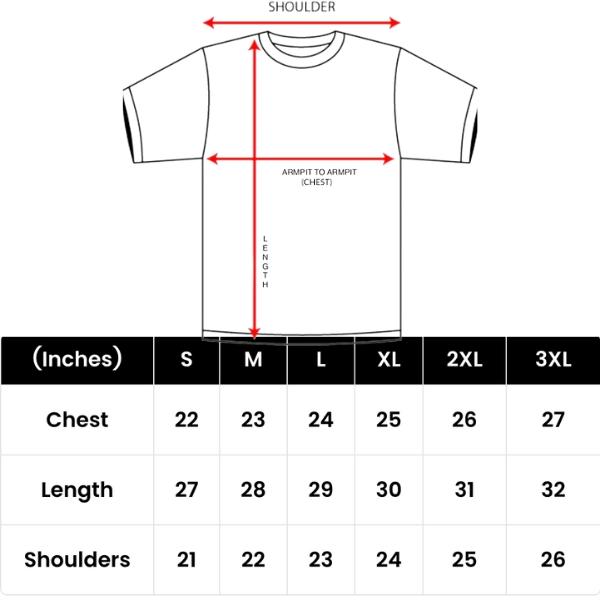 SHOULDER
ARMPIT TO ARMPIT
(CHEST)
LENGTH
(Inches) S M L XL 2XL 3XL
Chest 22 23 24 25 26 27
Length 27 28 29 30 31 32
Shoulders 21 22 23 24 25 26